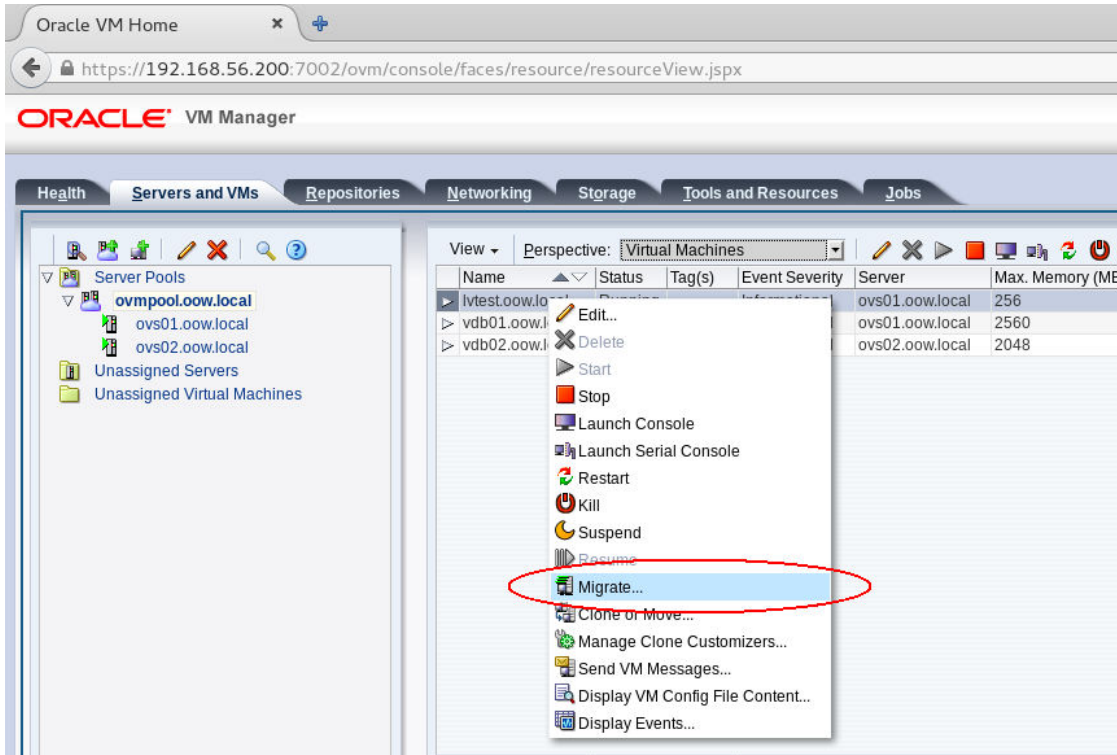 Oracle VM Home
https://192.168.56.200:7002/ovm/console/faces/resource/resourceView.jspx
ORACLE VM Manager
Health Servers and VMs Repositories Networking Storage Tools and Resources Jobs
View Perspective: Virtual Machines
Server Pools
ovmpool.oow.local
ovs01.oow.local
ovs02.oow.local
Unassigned Servers
Unassigned Virtual Machines
Name Status Tag(s) Event Severity Server Max. Memory (ME
lvtest.oow.local Running Informational ovs01.oow.local 256
vdb01.oow.l ovs01.oow.local 2560
vdb02.oow.l ovs02.oow.local 2048
Edit...
Delete
Start
Stop
Launch Console
Launch Serial Console
Restart
Kill
Suspend
Resume
Migrate...
Clone or Move...
Manage Clone Customizers...
Send VM Messages...
Display VM Config File Content...
Display Events...